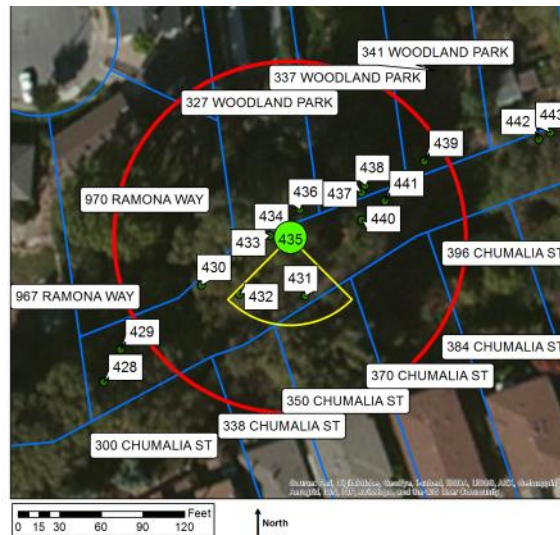 341 WOODLAND PARK
337 WOODLAND PARK
327 WOODLAND PARK
442
443
439
438
437
441
436
970 RAMONA WAY
434
433
435
440
396 CHUMALIA ST
430
432
431
967 RAMONA WAY
429
384 CHUMALIA ST
428
370 CHUMALIA ST
350 CHUMALIA ST
338 CHUMALIA ST
300 CHUMALIA ST
Feet
0 15 30 60 90 120
North